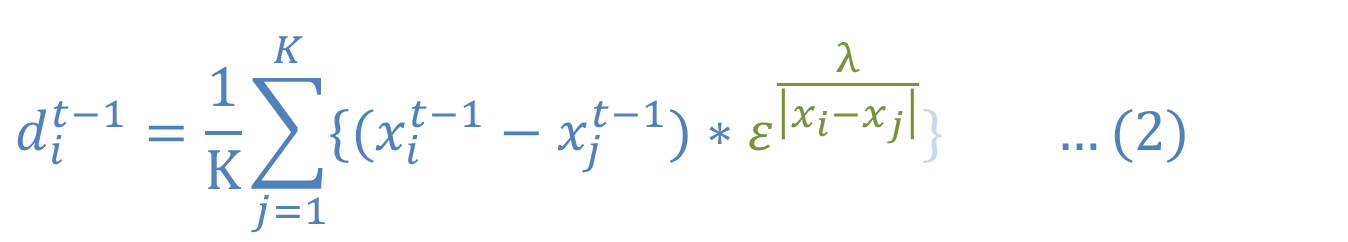 d_i^{t-1} = \frac{1}{K} \sum_{j=1}^{K} \{(x_i^{t-1} - x_j^{t-1}) * \varepsilon^{\frac{\lambda}{|x_i - x_j|}}\} ... (2)